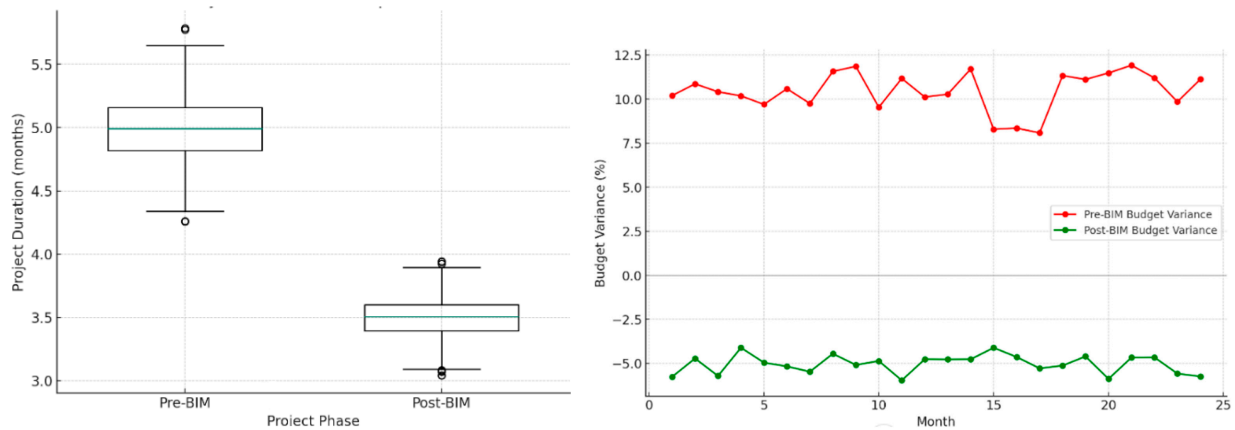 Project Duration (months)
5.5
5.0
4.5
4.0
3.5
3.0
Pre-BIM
Post-BIM
Project Phase
Budget Variance (%)
12.5
10.0
7.5
5.0
2.5
0.0
−2.5
−5.0
Pre-BIM Budget Variance
Post-BIM Budget Variance
0
5
10
15
20
25
Month